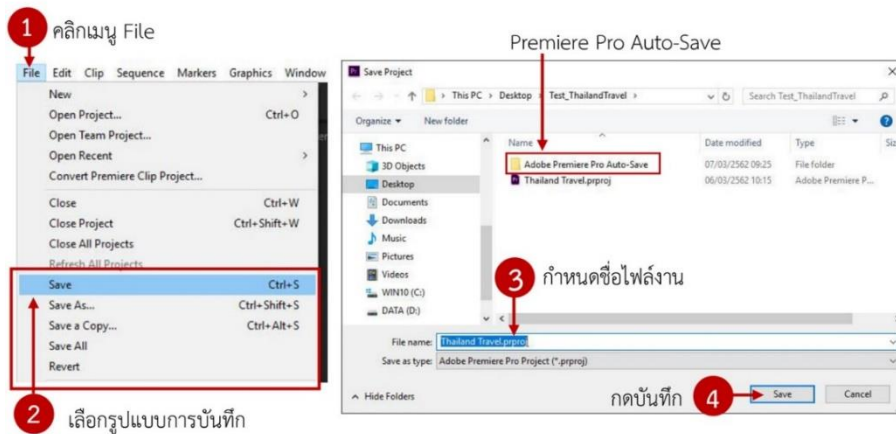 1 คลิกเมนู File
File Edit Clip Sequence Markers Graphics Window
New >
Open Project... Ctrl+O
Open Team Project...
Open Recent >
Convert Premiere Clip Project...
Close Ctrl+W
Close Project Ctrl+Shift+W
Close All Projects
Refresh All Projects
Save Ctrl+S
Save As... Ctrl+Shift+S
Save a Copy... Ctrl+Alt+S
Save All
Revert
2 เลือกรูปแบบการบันทึก
Premiere Pro Auto-Save
Save Project
This PC > Desktop > Test_ThailandTravel >
Search Test_ThailandTravel
Organize New folder
This PC
3D Objects
Desktop
Documents
Downloads
Music
Pictures
Videos
WIN10 (C:)
DATA (D:)
Name Date modified Type
Adobe Premiere Pro Auto-Save 07/03/2562 09:25 File folder
Thailand Travel.prproj 06/03/2562 10:15 Adobe Premiere P...
3 กำหนดชื่อไฟล์งาน
File name: Thailand Travel.prproj
Save as type: Adobe Premiere Pro Project (*.prproj)
Hide Folders
กดบันทึก 4 Save Cancel